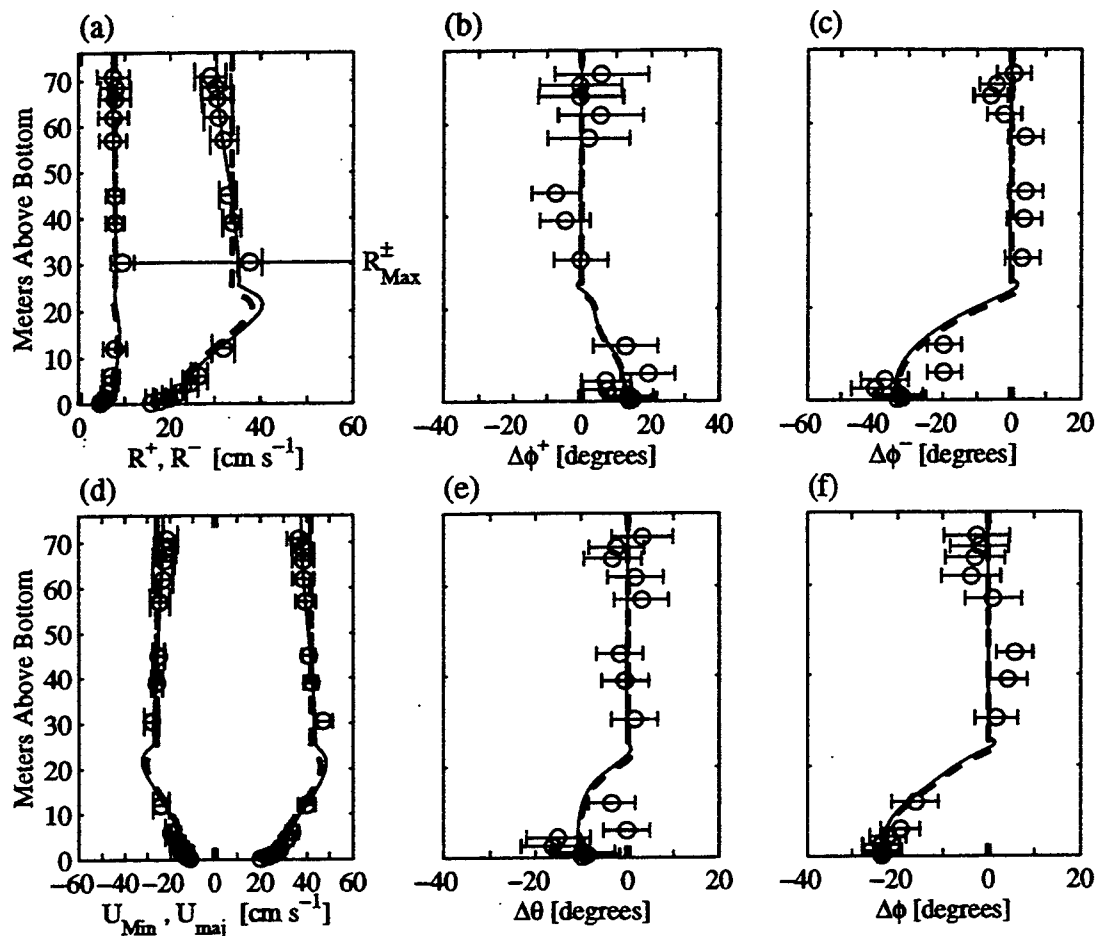 (a) (b) (c)
Meters Above Bottom
70
60
50
40
30
20
10
0
R^±_Max
0 20 40 60
−40 −20 0 20 40
−60 −40 −20 0 20
R⁺, R⁻ [cm s⁻¹]
Δϕ⁺ [degrees]
Δϕ⁻ [degrees]
(d) (e) (f)
Meters Above Bottom
70
60
50
40
30
20
10
0
−60 −40 −20 0 20 40 60
−40 −20 0 20
−40 −20 0 20
U_Min, U_maj [cm s⁻¹]
Δθ [degrees]
Δϕ [degrees]